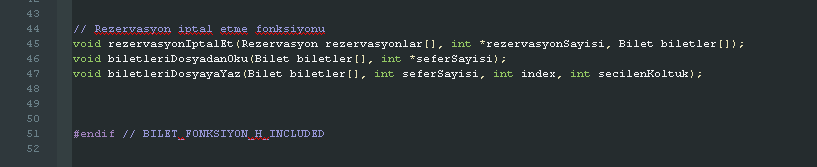 43
44 // Rezervasyon iptal etme fonksiyonu
45 void rezervasyonIptalEt(Rezervasyon rezervasyonlar[], int *rezervasyonSayisi, Bilet biletler[]);
46 void biletleriDosyadanOku(Bilet biletler[], int *seferSayisi);
47 void biletleriDosyayaYaz(Bilet biletler[], int seferSayisi, int index, int secilenKoltuk);
48
49
50
51 #endif // BILET_FONKSIYON_H_INCLUDED
52